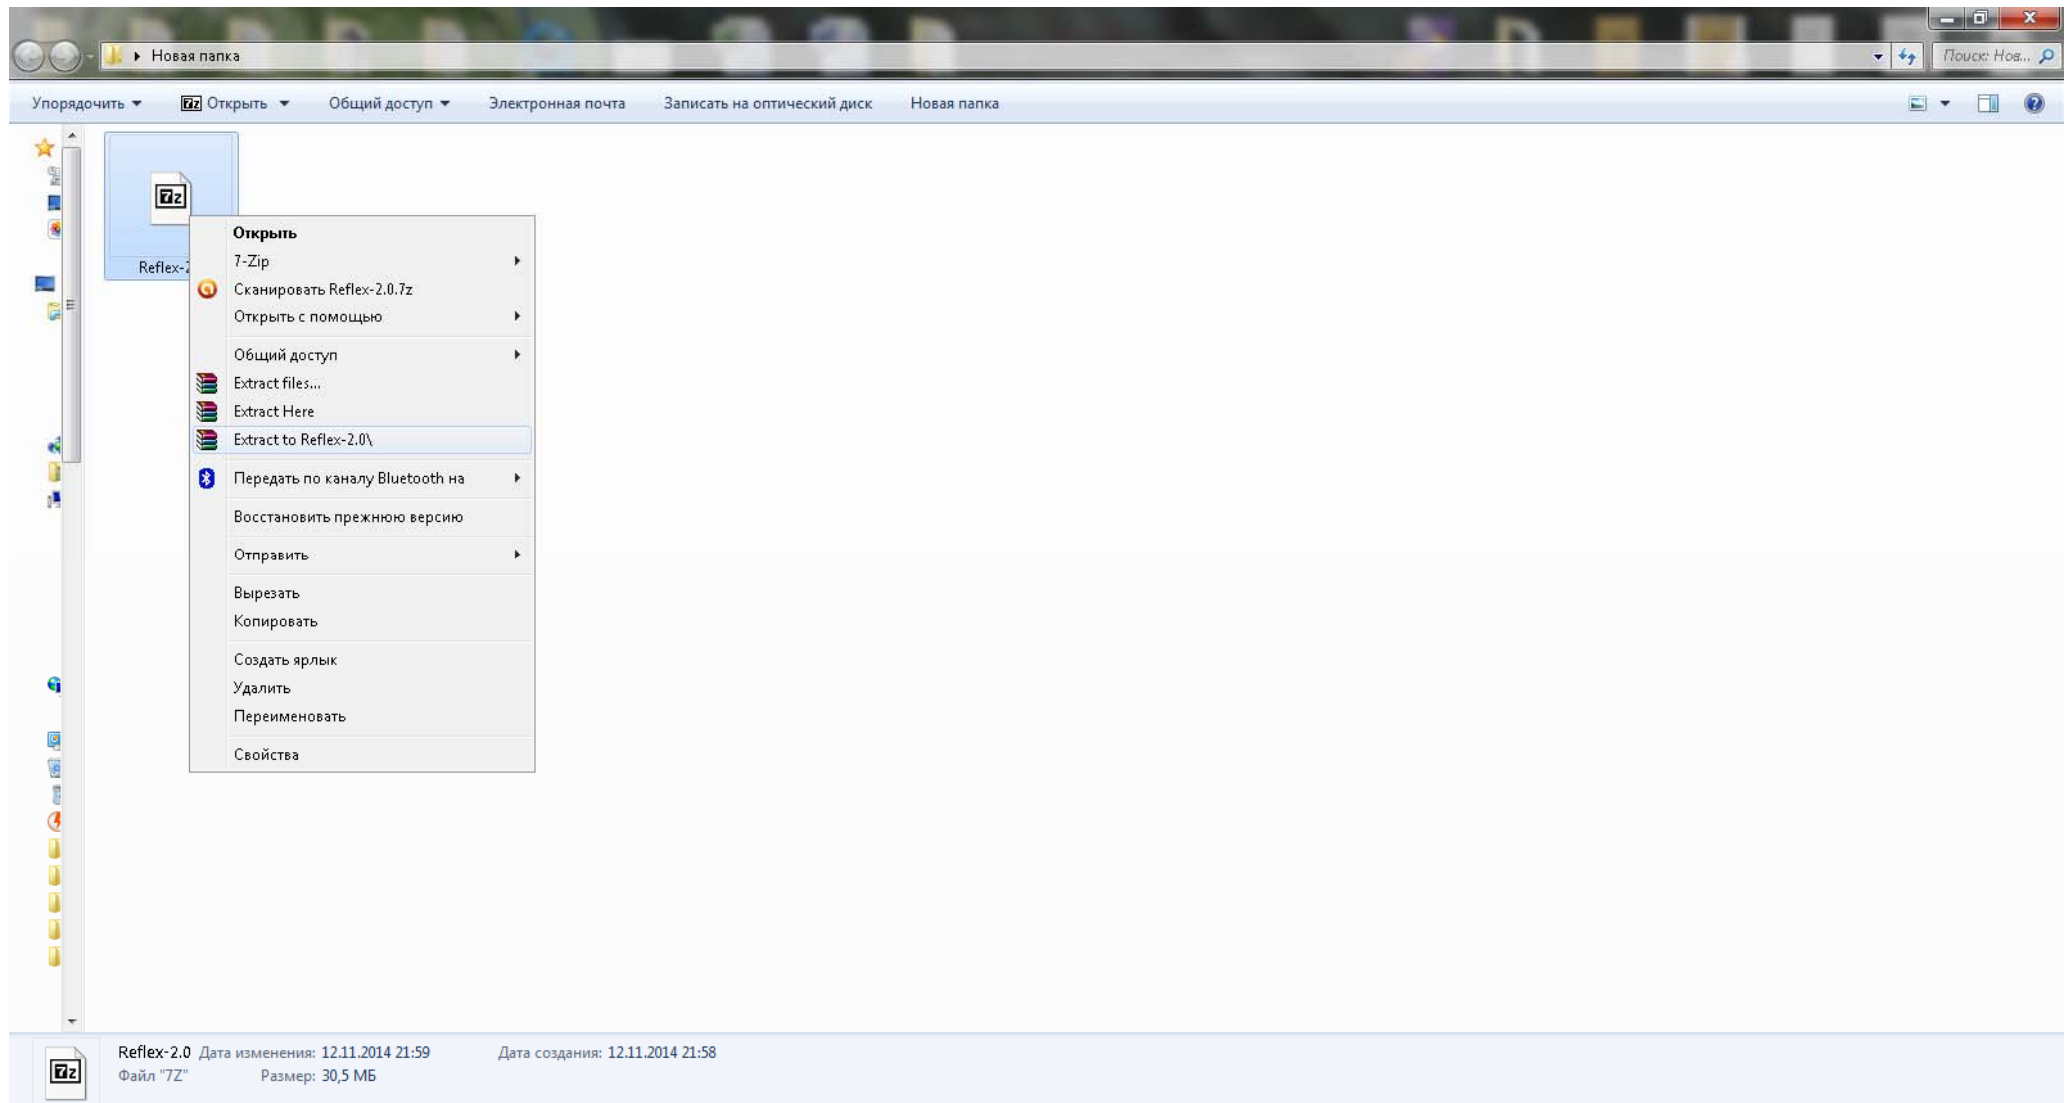 Новая папка
Поиск: Нов...
Упорядочить
7z Открыть
Общий доступ
Электронная почта
Записать на оптический диск
Новая папка
7z
Reflex-2
Открыть
7-Zip
Сканировать Reflex-2.0.7z
Открыть с помощью
Общий доступ
Extract files...
Extract Here
Extract to Reflex-2.0\
Передать по каналу Bluetooth на
Восстановить прежнюю версию
Отправить
Вырезать
Копировать
Создать ярлык
Удалить
Переименовать
Свойства
7z
Reflex-2.0 Дата изменения: 12.11.2014 21:59 Дата создания: 12.11.2014 21:58
Файл "7Z" Размер: 30,5 МБ